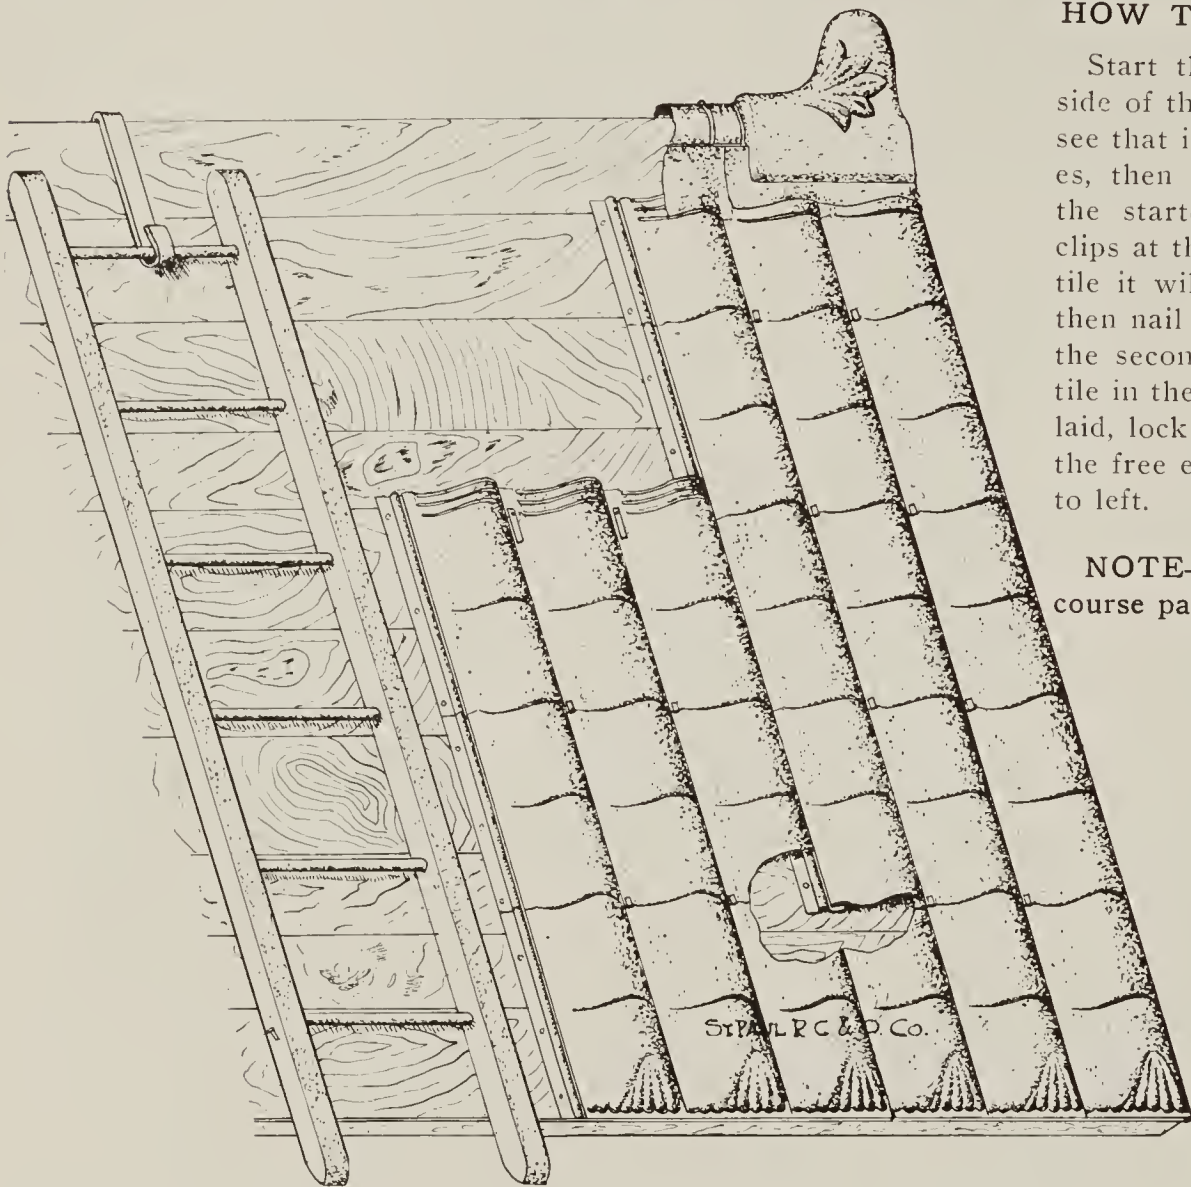 HOW T
Start th
side of th
see that i
es, then
the start
clips at th
tile it wil
then nail
the secon
tile in the
laid, lock
the free e
to left.
NOTE-
course pa
ST PAUL R C & O. Co.